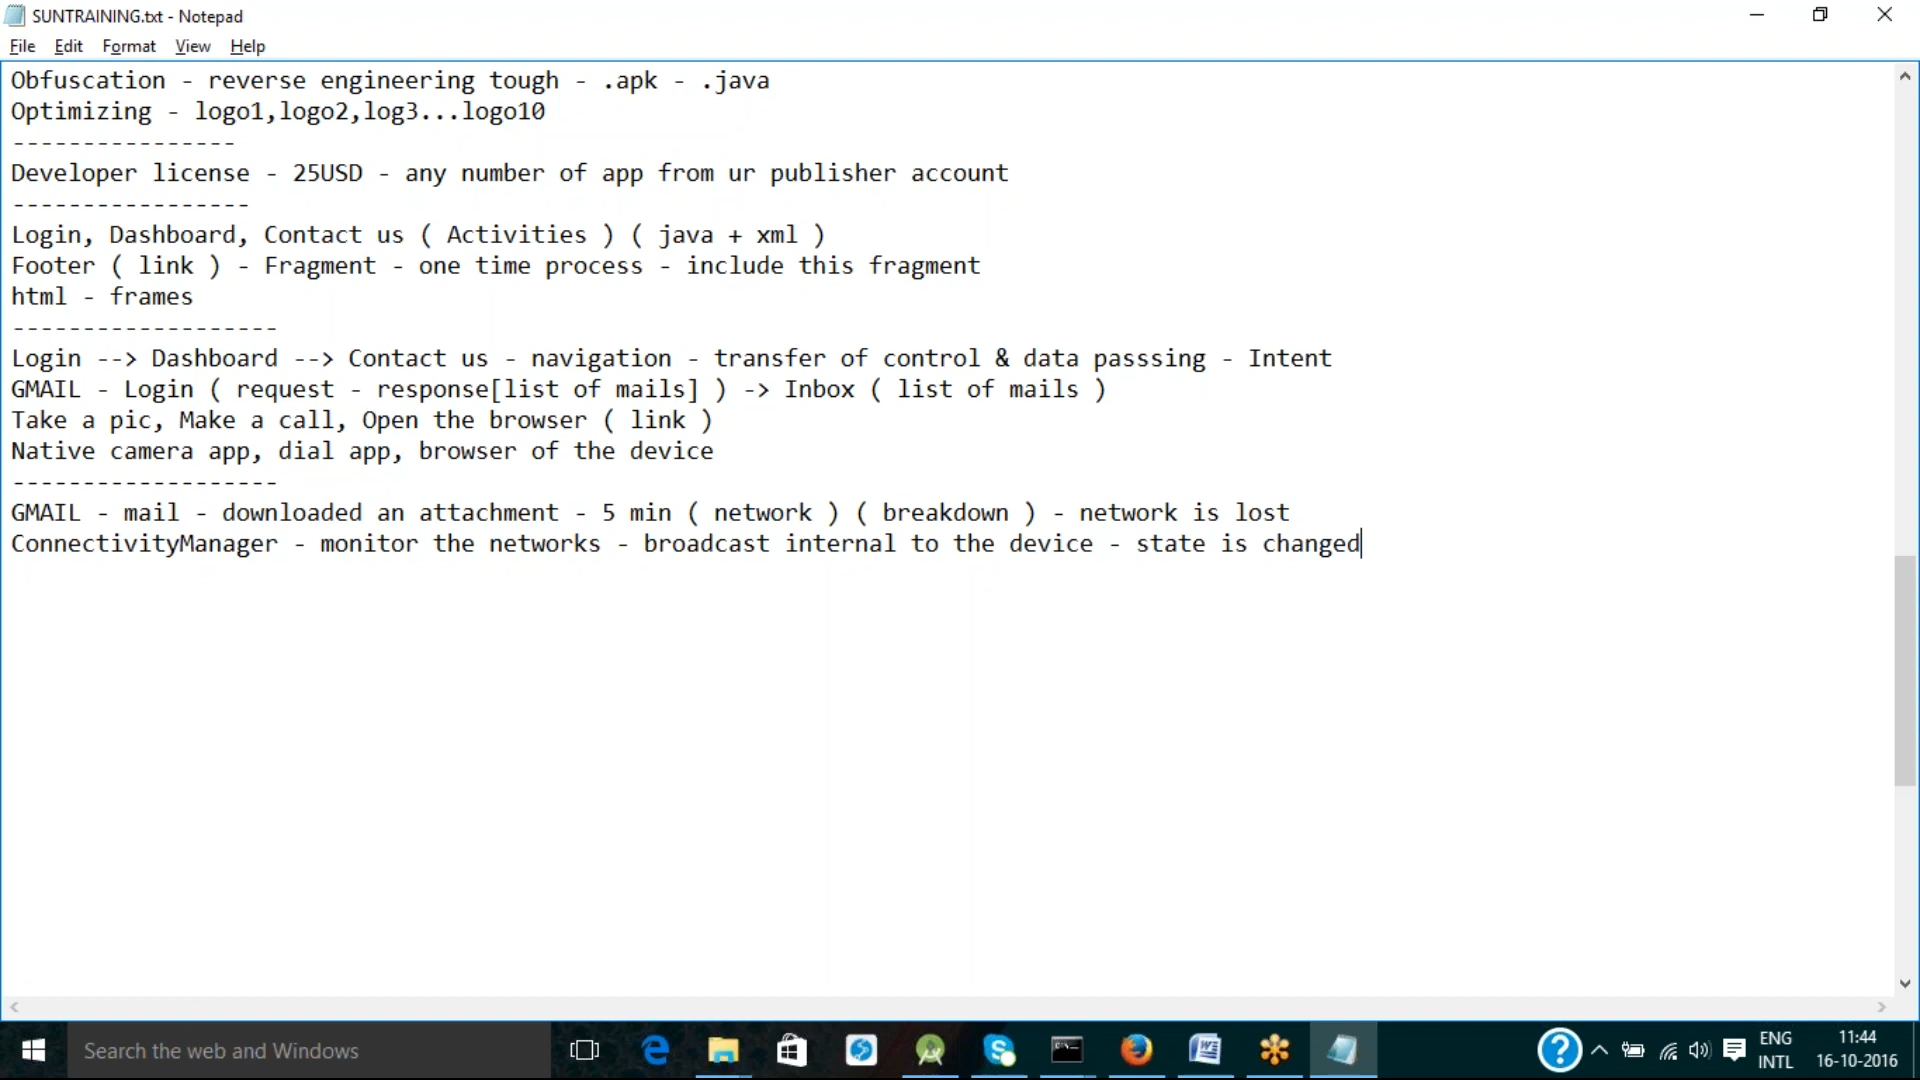 SUNTRAINING.txt - Notepad
File Edit Format View Help
Obfuscation - reverse engineering tough - .apk - .java
Optimizing - logo1,logo2,log3...logo10
----------------
Developer license - 25USD - any number of app from ur publisher account
-----------------
Login, Dashboard, Contact us ( Activities ) ( java + xml )
Footer ( link ) - Fragment - one time process - include this fragment
html - frames
-------------------
Login --> Dashboard --> Contact us - navigation - transfer of control & data passsing - Intent
GMAIL - Login ( request - response[list of mails] ) -> Inbox ( list of mails )
Take a pic, Make a call, Open the browser ( link )
Native camera app, dial app, browser of the device
-------------------
GMAIL - mail - downloaded an attachment - 5 min ( network ) ( breakdown ) - network is lost
ConnectivityManager - monitor the networks - broadcast internal to the device - state is changed
Search the web and Windows
ENG
INTL
11:44
16-10-2016